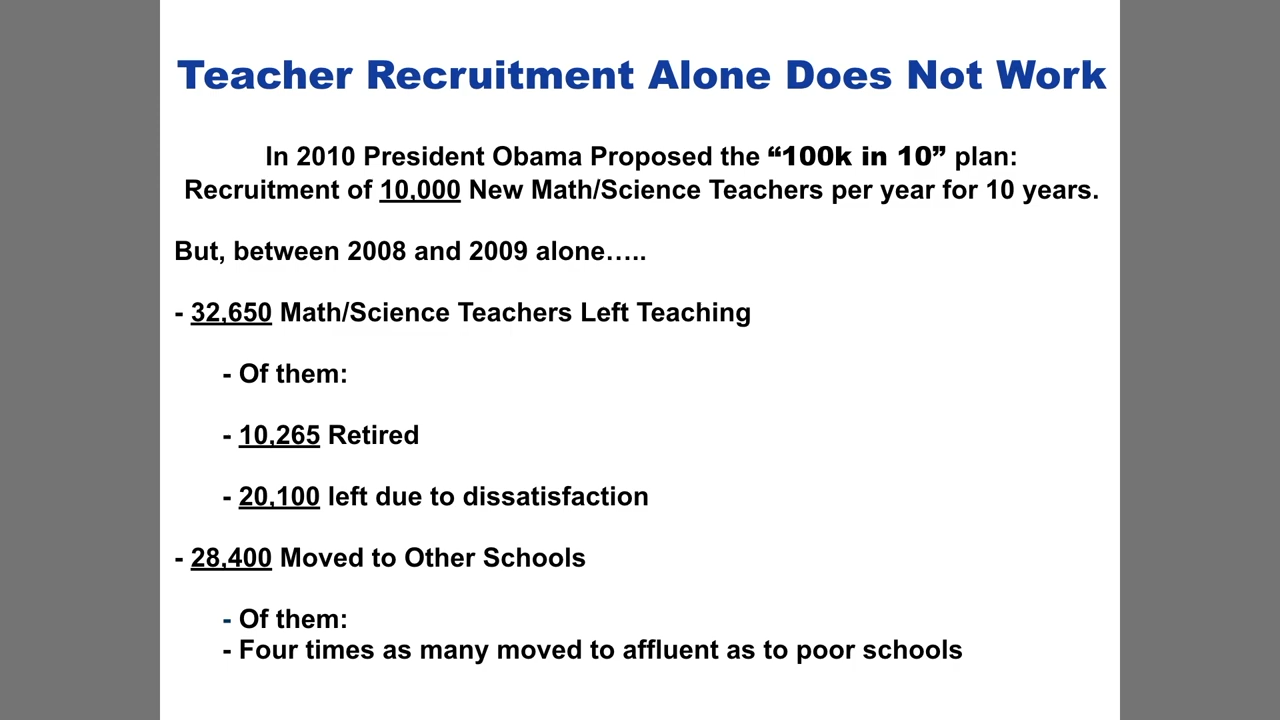 Teacher Recruitment Alone Does Not Work
In 2010 President Obama Proposed the “100k in 10” plan:
Recruitment of 10,000 New Math/Science Teachers per year for 10 years.
But, between 2008 and 2009 alone…..
- 32,650 Math/Science Teachers Left Teaching
- Of them:
- 10,265 Retired
- 20,100 left due to dissatisfaction
- 28,400 Moved to Other Schools
- Of them:
- Four times as many moved to affluent as to poor schools